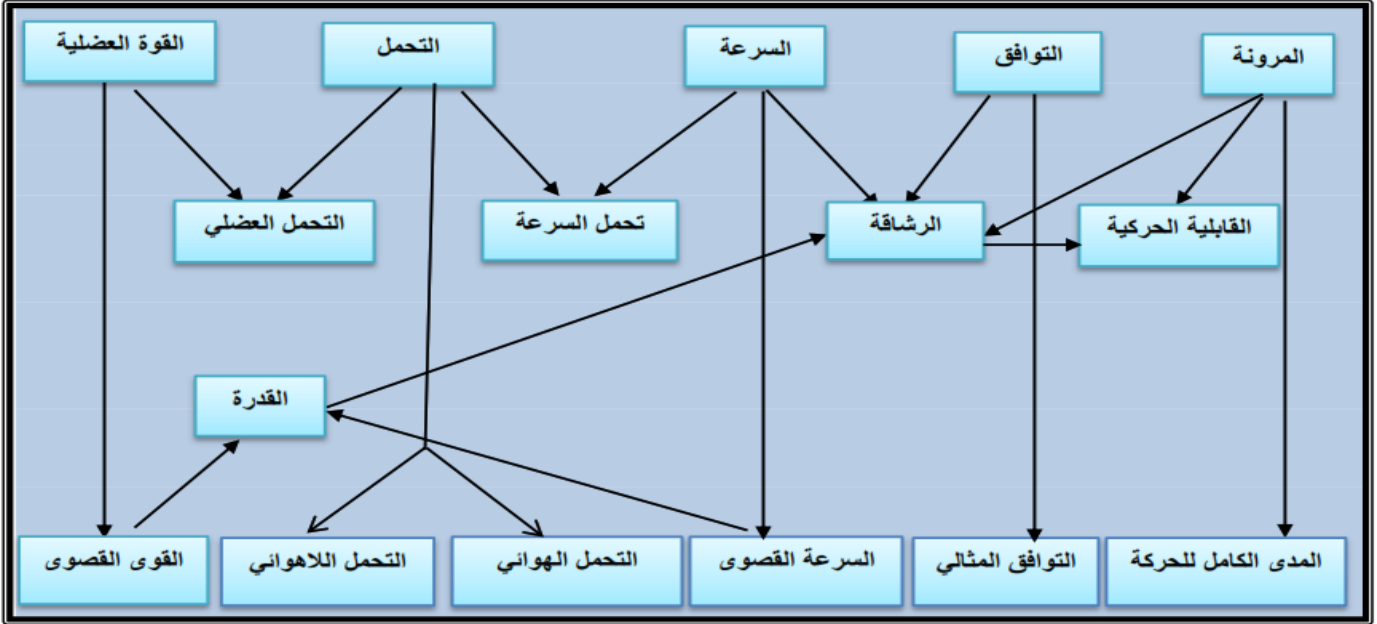 المرونة
التوافق
السرعة
التحمل
القوة العضلية
القابلية الحركية
الرشاقة
تحمل السرعة
التحمل العضلي
القدرة
المدى الكامل للحركة
التوافق المثالي
السرعة القصوى
التحمل الهوائي
التحمل اللاهوائي
القوى القصوى